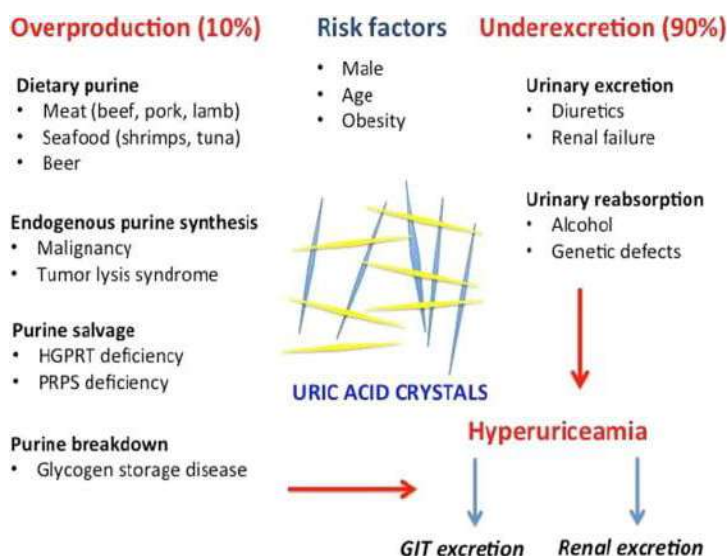 Overproduction (10%)
Dietary purine
• Meat (beef, pork, lamb)
• Seafood (shrimps, tuna)
• Beer
Endogenous purine synthesis
• Malignancy
• Tumor lysis syndrome
Purine salvage
• HGPRT deficiency
• PRPS deficiency
Purine breakdown
• Glycogen storage disease
Risk factors
• Male
• Age
• Obesity
URIC ACID CRYSTALS
Underexcretion (90%)
Urinary excretion
• Diuretics
• Renal failure
Urinary reabsorption
• Alcohol
• Genetic defects
Hyperuriceamia
GIT excretion
Renal excretion